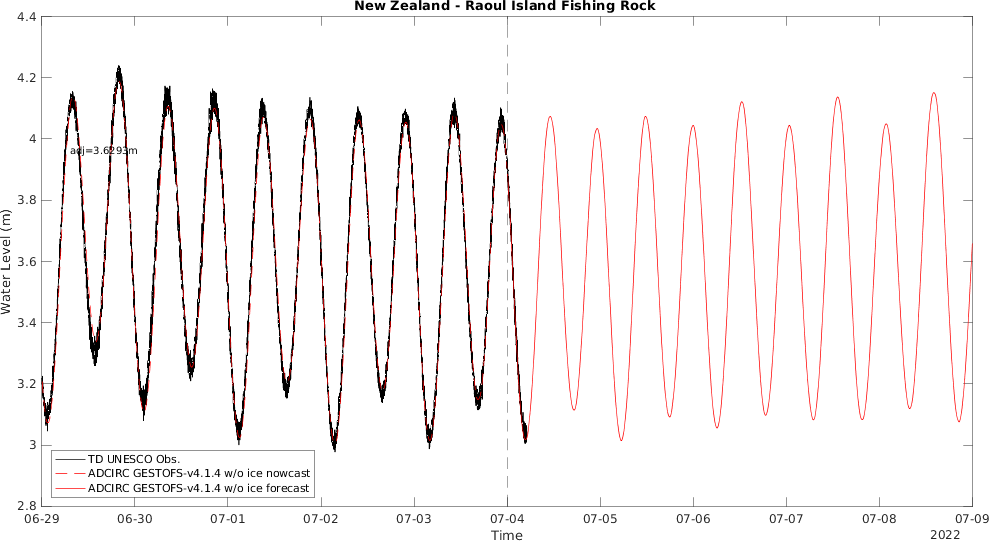 New Zealand - Raoul Island Fishing Rock
4.4
4.2
4
3.8
3.6
3.4
3.2
3
2.8
Water Level (m)
adj=3.6293m
TD UNESCO Obs.
ADCIRC GESTOFS-v4.1.4 w/o ice nowcast
ADCIRC GESTOFS-v4.1.4 w/o ice forecast
06-29 06-30 07-01 07-02 07-03 07-04 07-05 07-06 07-07 07-08 07-09
Time
2022